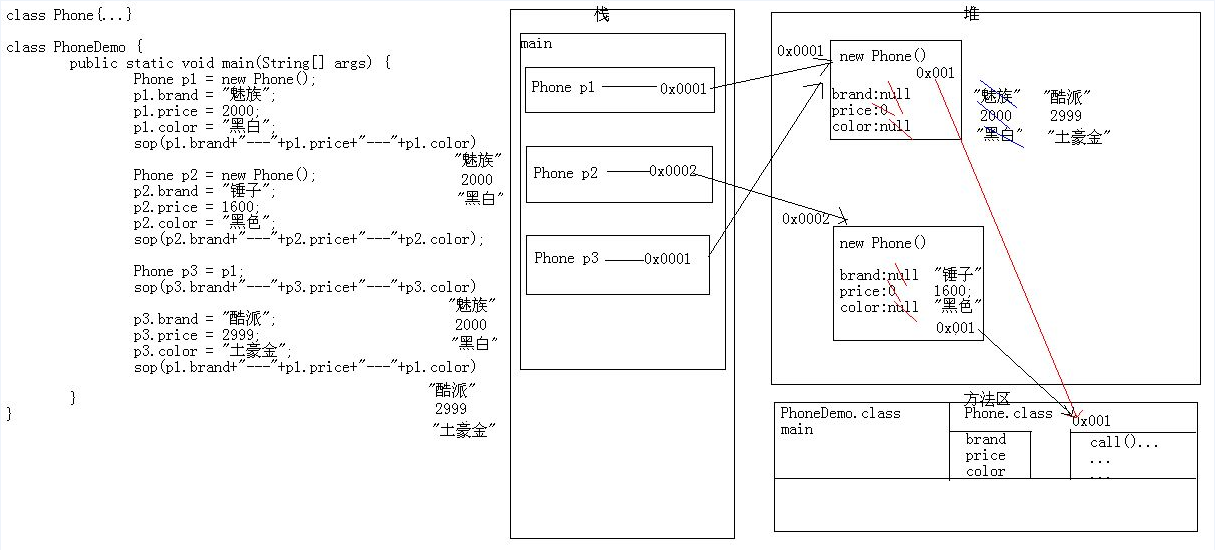 class Phone{...}
class PhoneDemo {
public static void main(String[] args) {
Phone p1 = new Phone();
p1.brand = "魅族";
p1.price = 2000;
p1.color = "黑白";
sop(p1.brand+"---"+p1.price+"---"+p1.color)
"魅族"
2000
"黑白"
Phone p2 = new Phone();
p2.brand = "锤子";
p2.price = 1600;
p2.color = "黑色";
sop(p2.brand+"---"+p2.price+"---"+p2.color);
Phone p3 = p1;
sop(p3.brand+"---"+p3.price+"---"+p3.color)
"魅族"
2000
"黑白"
p3.brand = "酷派";
p3.price = 2999;
p3.color = "土豪金";
sop(p1.brand+"---"+p1.price+"---"+p1.color)
"酷派"
2999
"土豪金"
}
}
栈
main
Phone p1 0x0001
Phone p2 0x0002
Phone p3 0x0001
堆
0x0001
new Phone()
0x001
brand:null
price:0
color:null
"魅族" "酷派"
2000 2999
"黑白" "土豪金"
0x0002
new Phone()
brand:null "锤子"
price:0 1600;
color:null "黑色"
0x001
方法区
PhoneDemo.class
main
Phone.class
brand
price
color
0x001
call()...
...
...